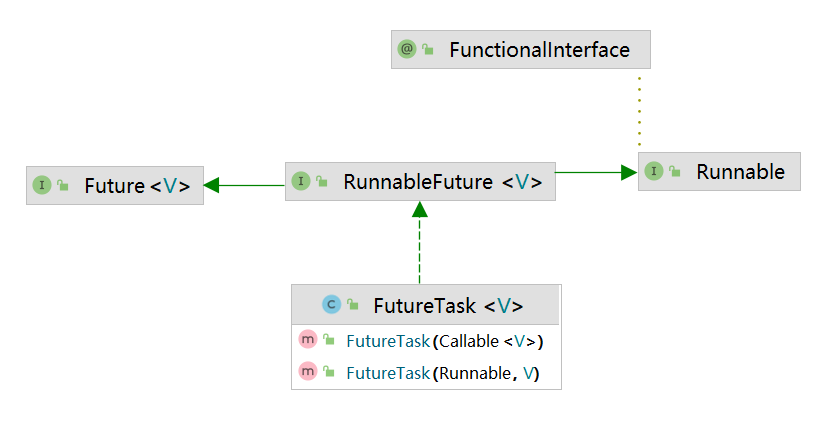 @ FunctionalInterface
I Future <V>
I RunnableFuture <V>
I Runnable
C FutureTask <V>
m FutureTask(Callable <V>)
m FutureTask(Runnable, V)